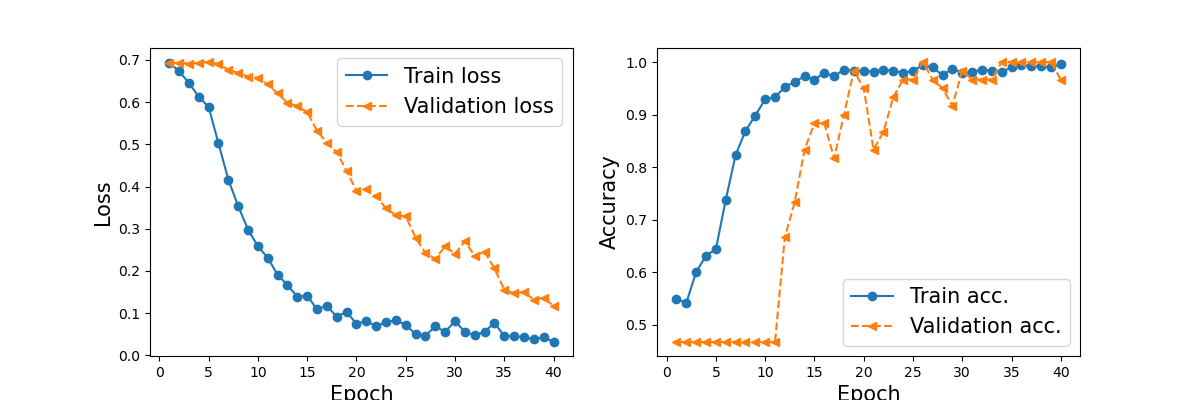 0.7
0.6
0.5
0.4
0.3
0.2
0.1
0.0
Loss
0 5 10 15 20 25 30 35 40
Epoch
Train loss
Validation loss
1.0
0.9
0.8
0.7
0.6
0.5
Accuracy
0 5 10 15 20 25 30 35 40
Epoch
Train acc.
Validation acc.